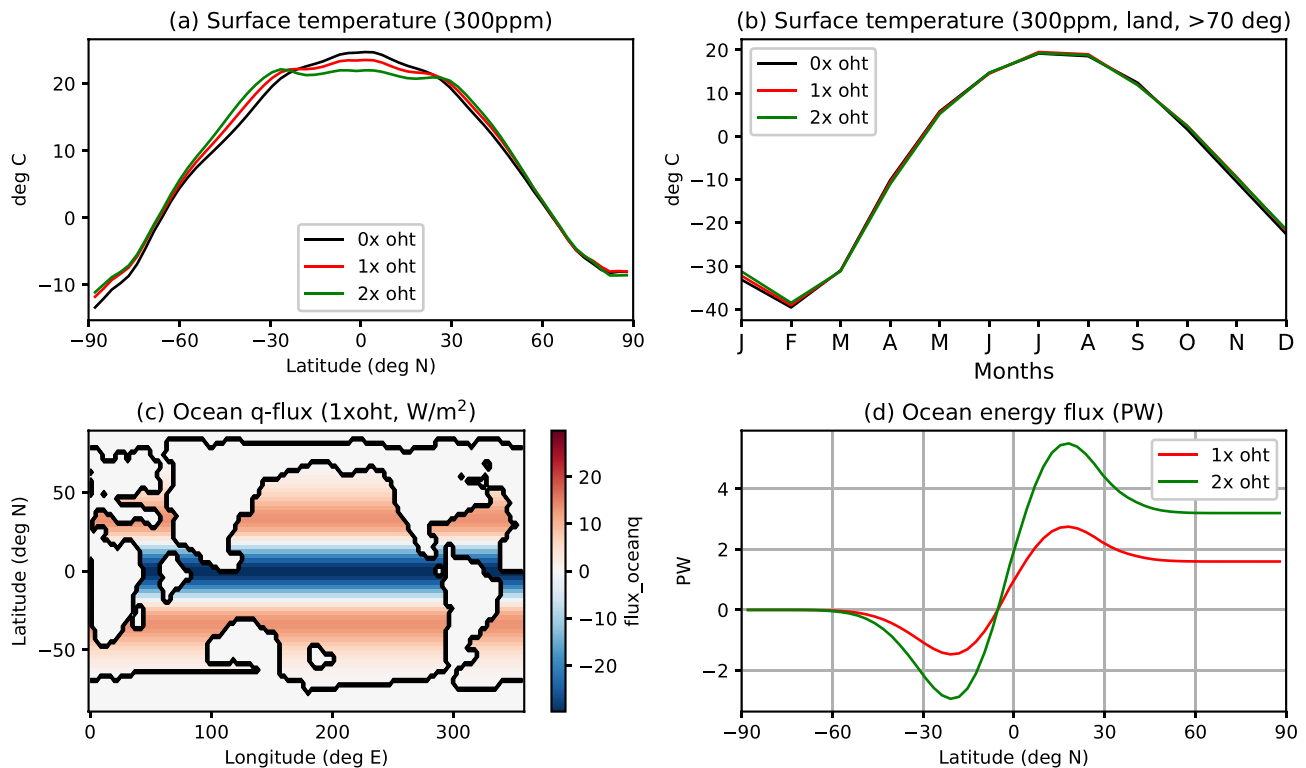 (a) Surface temperature (300ppm)
deg C
20
10
0
−10
0x oht
1x oht
2x oht
−90 −60 −30 0 30 60 90
Latitude (deg N)
(b) Surface temperature (300ppm, land, >70 deg)
deg C
20
10
0
−10
−20
−30
−40
0x oht
1x oht
2x oht
J F M A M J J A S O N D
Months
(c) Ocean q-flux (1xoht, W/m²)
Latitude (deg N)
50
0
−50
0 100 200 300
Longitude (deg E)
20
10
0
−10
−20
flux_oceanq
(d) Ocean energy flux (PW)
PW
4
2
0
−2
1x oht
2x oht
−90 −60 −30 0 30 60 90
Latitude (deg N)